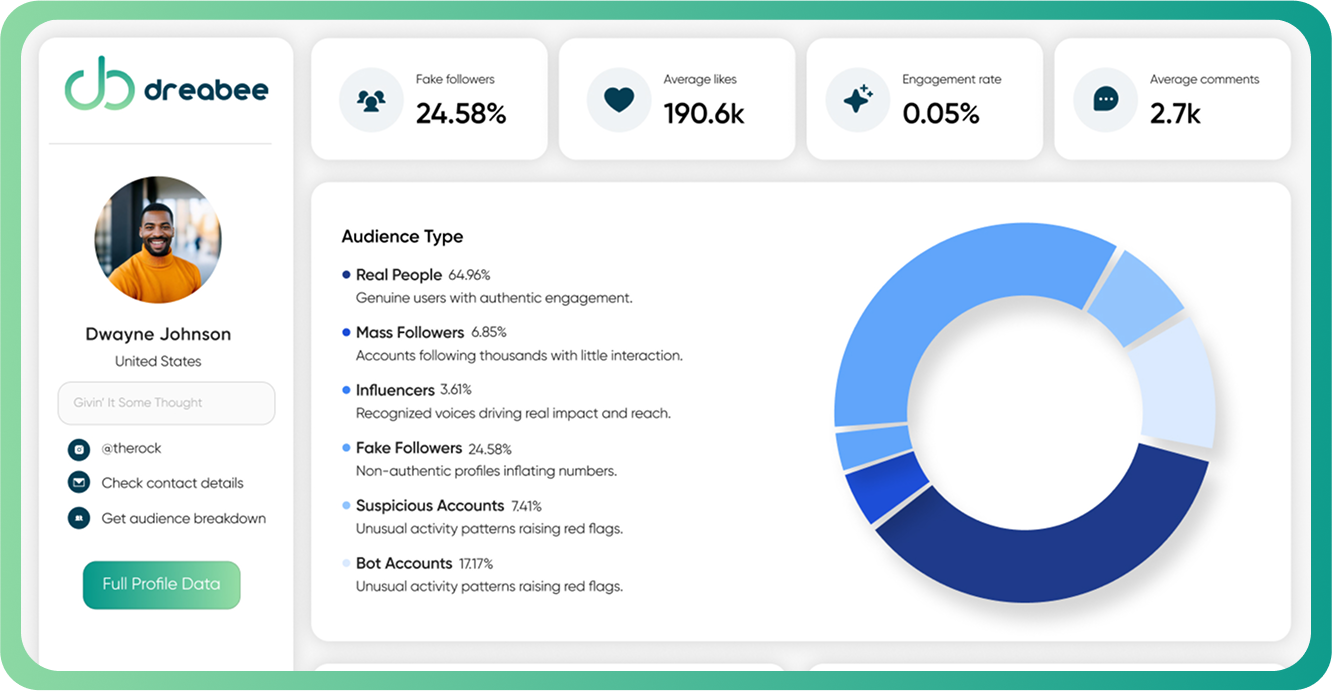 dreabee
Dwayne Johnson
United States
Givin' It Some Thought
@therock
Check contact details
Get audience breakdown
Full Profile Data
Fake followers
24.58%
Average likes
190.6k
Engagement rate
0.05%
Average comments
2.7k
Audience Type
Real People 64.96%
Genuine users with authentic engagement.
Mass Followers 6.85%
Accounts following thousands with little interaction.
Influencers 3.61%
Recognized voices driving real impact and reach.
Fake Followers 24.58%
Non-authentic profiles inflating numbers.
Suspicious Accounts 7.41%
Unusual activity patterns raising red flags.
Bot Accounts 17.17%
Unusual activity patterns raising red flags.